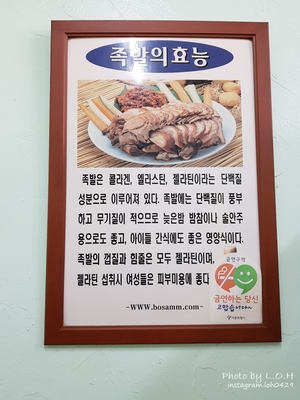 족발의효능
족발은 콜라겐, 엘라스틴, 젤라틴이라는 단백질
성분으로 이루어져 있다. 족발에는 단백질이 풍부
하고 무기질이 적으므로 늦은밤 밤참이나 술안주
용으로도 좋고, 아이들 간식에도 좋은 영양식이다.
족발의 껍질과 힘줄은 모두 젤라틴이며,
젤라틴 섭취시 여성들은 피부미용에 좋다
금연구역
금연하는 당신
고맙습니다
서울특별시
-www.bosamm.com-
Photo by L.O.H
instagram.loh0429